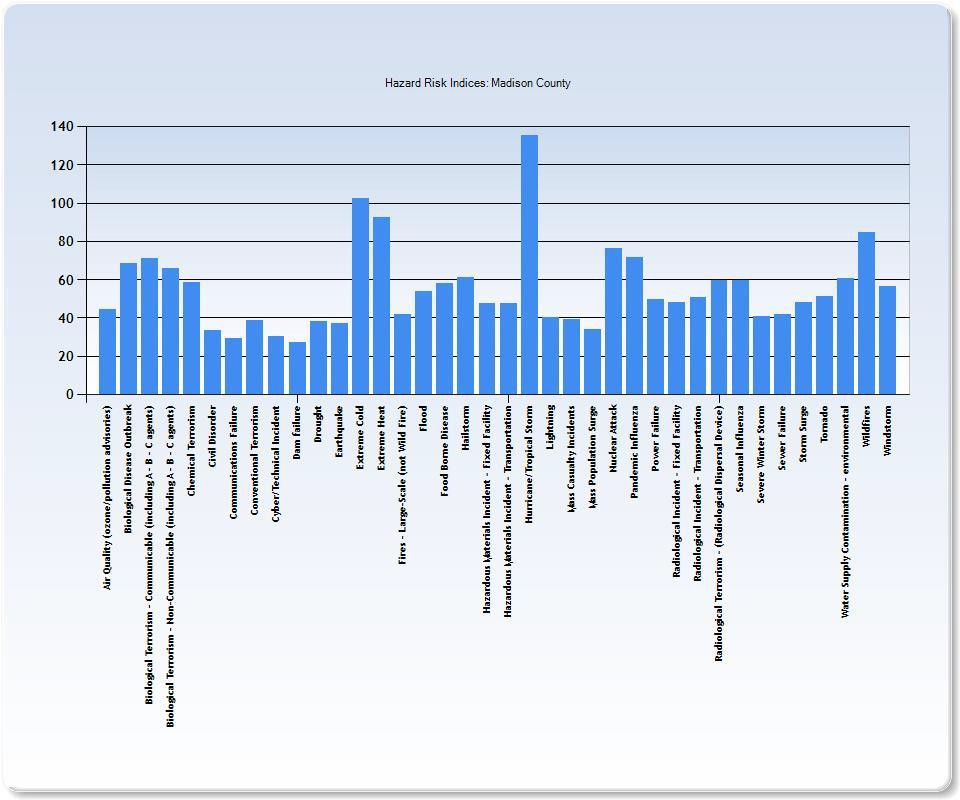 Hazard Risk Indices: Madison County
140
120
100
80
60
40
20
0
Air Quality (ozone/pollution advisories)
Biological Disease Outbreak
Biological Terrorism - Communicable (including A - B - C agents)
Biological Terrorism - Non-Communicable (including A - B - C agents)
Chemical Terrorism
Civil Disorder
Communications Failure
Conventional Terrorism
Cyber/Technical Incident
Dam failure
Drought
Earthquake
Extreme Cold
Extreme Heat
Fires - Large-Scale (not Wild Fire)
Flood
Food Borne Disease
Hailstorm
Hazardous Materials Incident - Fixed Facility
Hazardous Materials Incident - Transportation
Hurricane/Tropical Storm
Lightning
Mass Casualty Incidents
Mass Population Surge
Nuclear Attack
Pandemic Influenza
Power Failure
Radiological Incident - Fixed Facility
Radiological Incident - Transportation
Radiological Terrorism - (Radiological Dispersal Device)
Seasonal Influenza
Severe Winter Storm
Sewer Failure
Storm Surge
Tornado
Water Supply Contamination - environmental
Wildfires
Windstorm